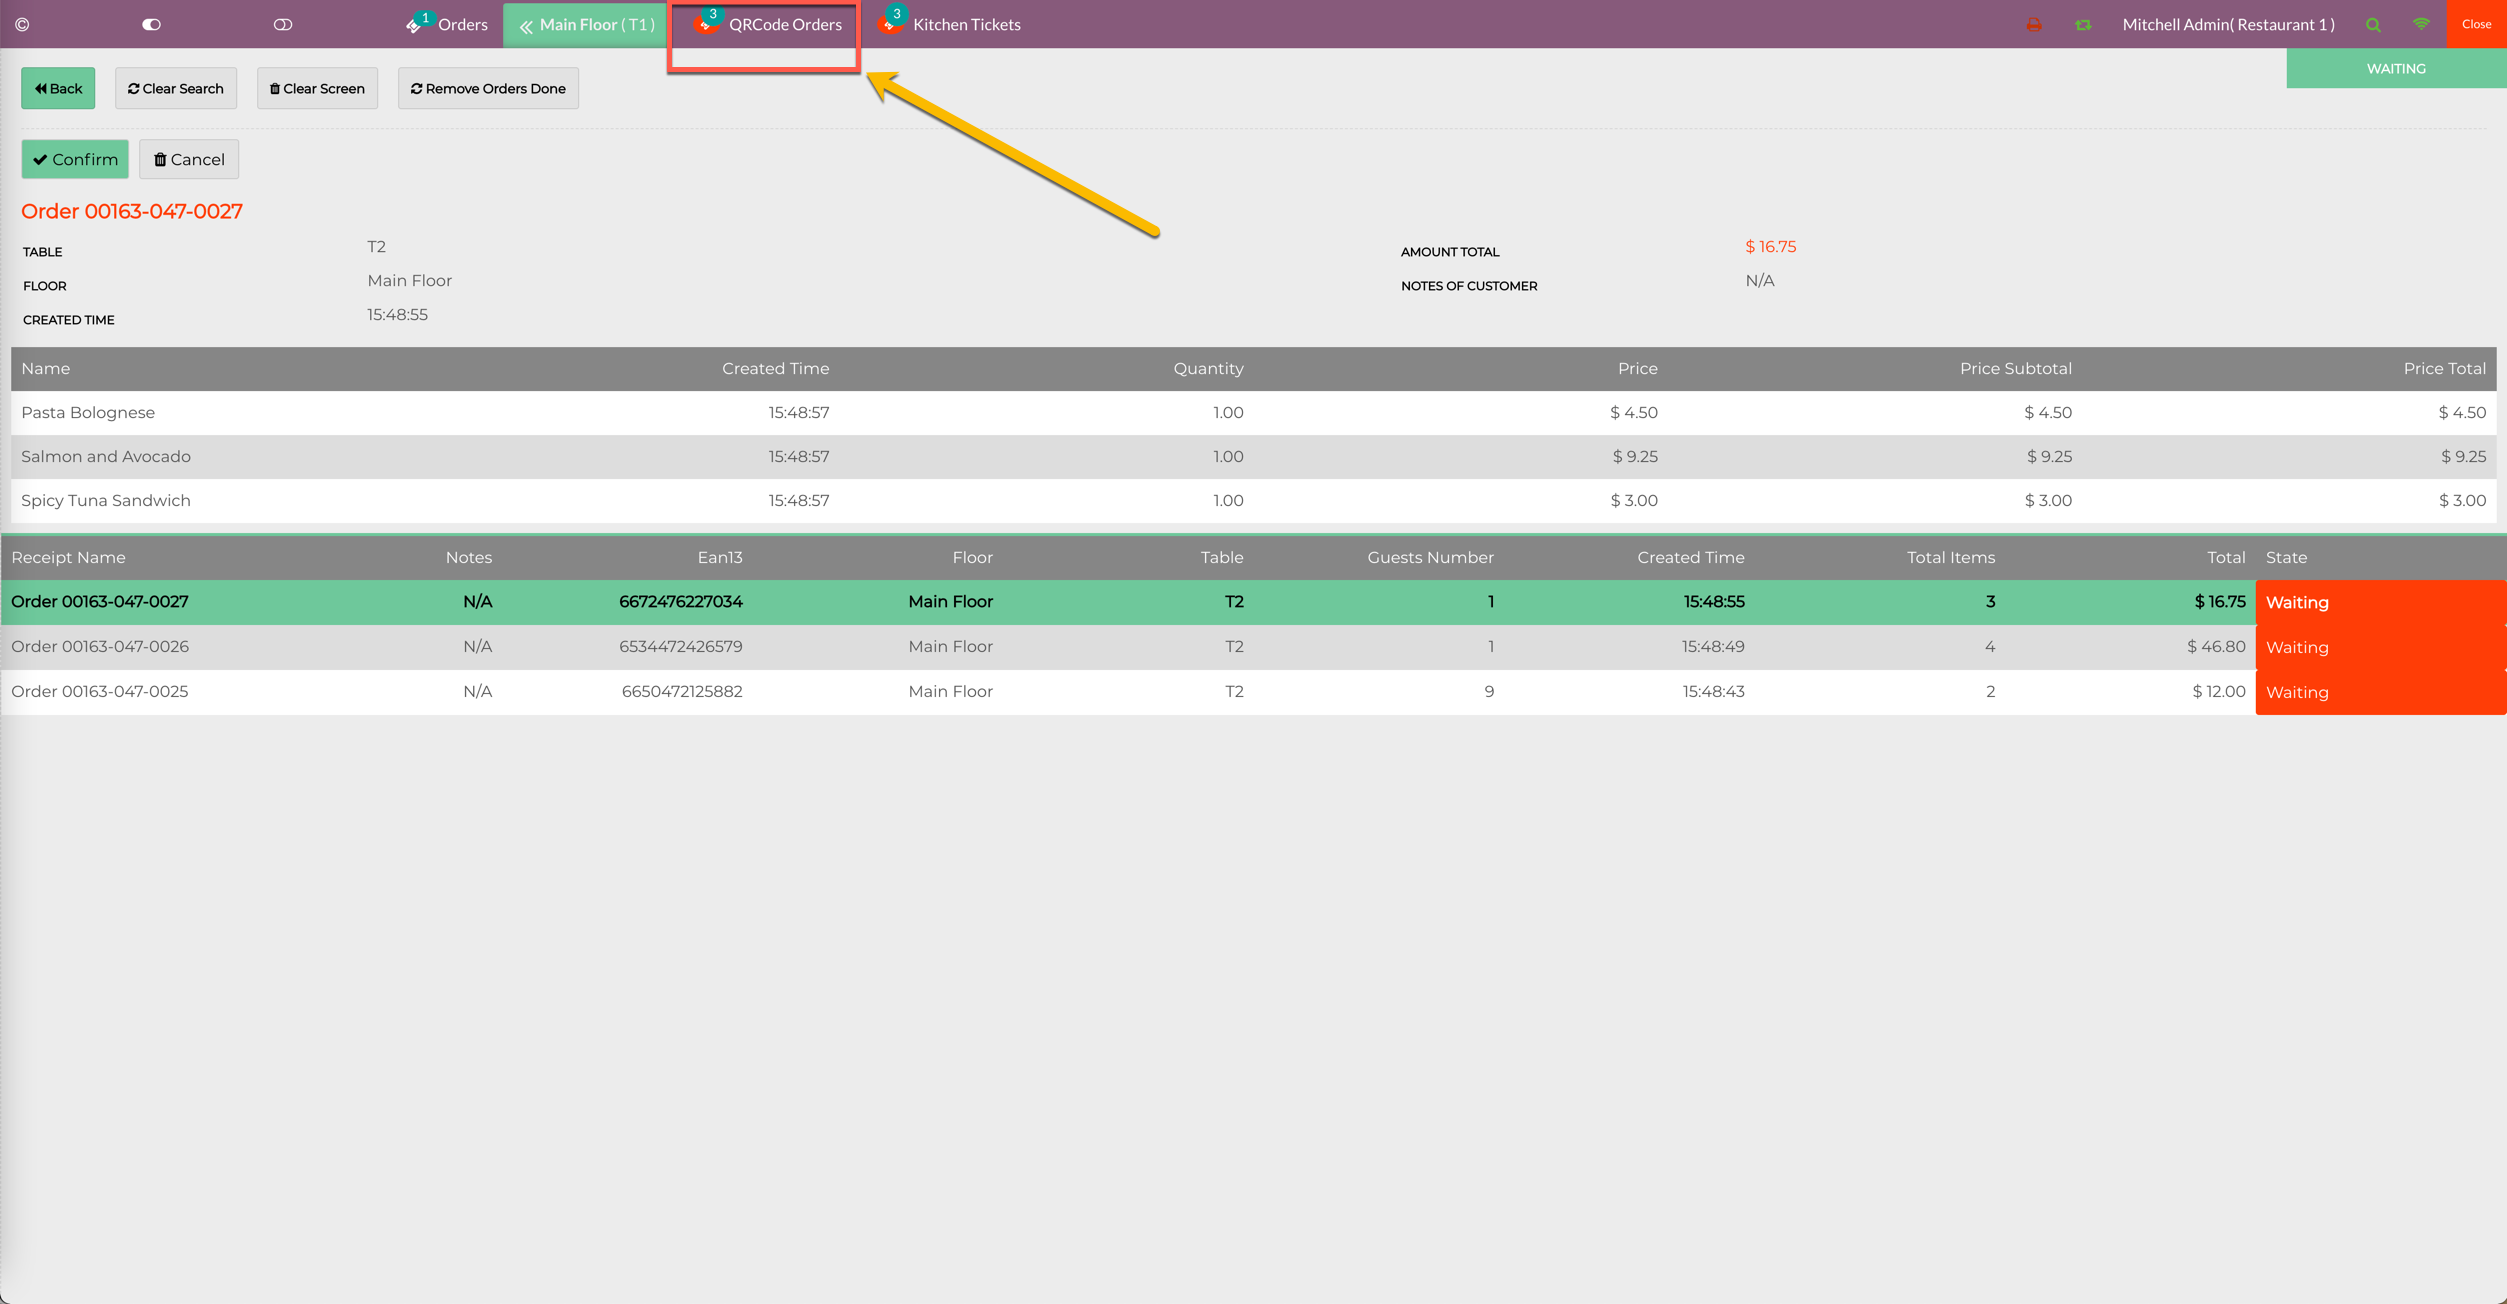 © 1 Orders Main Floor ( T1 ) 3 QRCode Orders 3 Kitchen Tickets Mitchell Admin( Restaurant 1 ) Close
WAITING
Back Clear Search Clear Screen Remove Orders Done
Confirm Cancel
Order 00163-047-0027
TABLE T2 AMOUNT TOTAL $ 16.75
FLOOR Main Floor NOTES OF CUSTOMER N/A
CREATED TIME 15:48:55
Name Created Time Quantity Price Price Subtotal Price Total
Pasta Bolognese 15:48:57 1.00 $ 4.50 $ 4.50 $ 4.50
Salmon and Avocado 15:48:57 1.00 $ 9.25 $ 9.25 $ 9.25
Spicy Tuna Sandwich 15:48:57 1.00 $ 3.00 $ 3.00 $ 3.00
Receipt Name Notes Ean13 Floor Table Guests Number Created Time Total Items Total State
Order 00163-047-0027 N/A 6672476227034 Main Floor T2 1 15:48:55 3 $ 16.75 Waiting
Order 00163-047-0026 N/A 6534472426579 Main Floor T2 1 15:48:49 4 $ 46.80 Waiting
Order 00163-047-0025 N/A 6650472125882 Main Floor T2 9 15:48:43 2 $ 12.00 Waiting